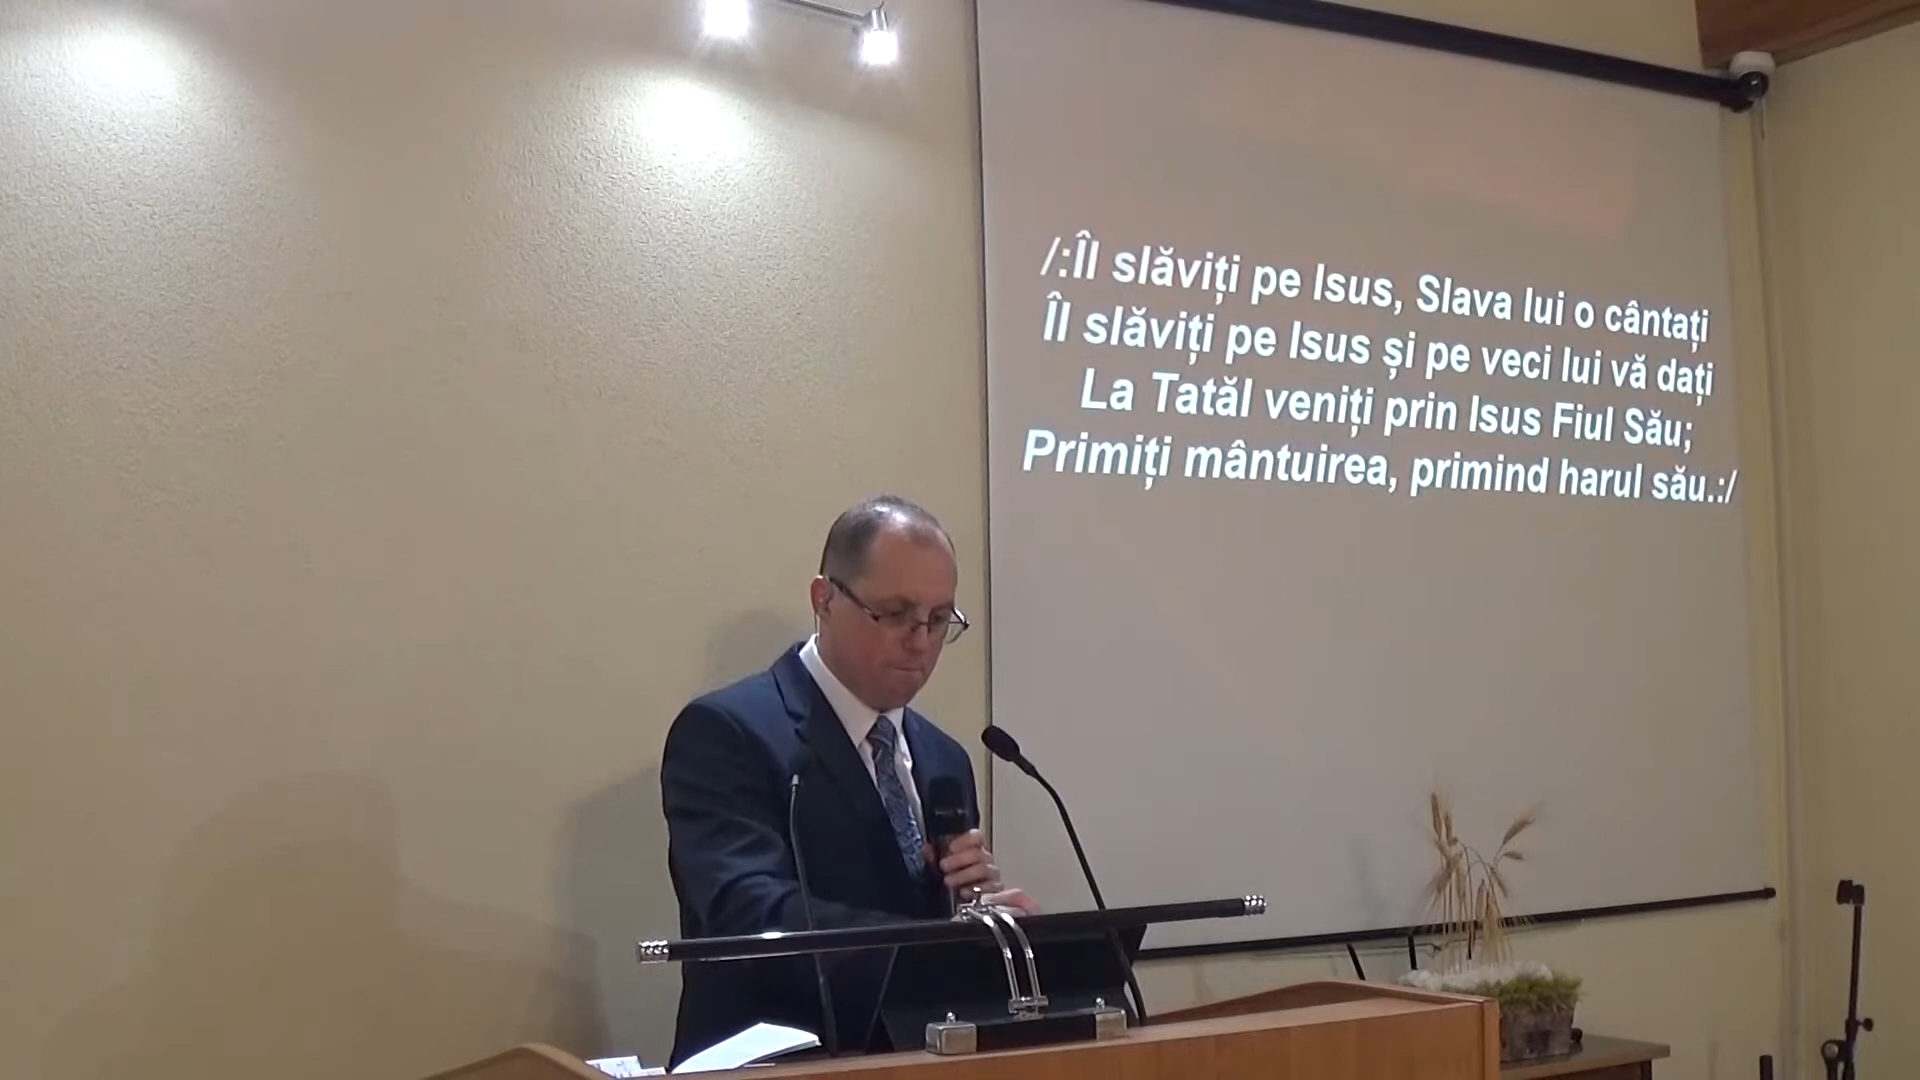 /:Îl slăviți pe Isus, Slava lui o cântați
Îl slăviți pe Isus și pe veci lui vă dați
La Tatăl veniți prin Isus Fiul Său;
Primiți mântuirea, primind harul său.:/